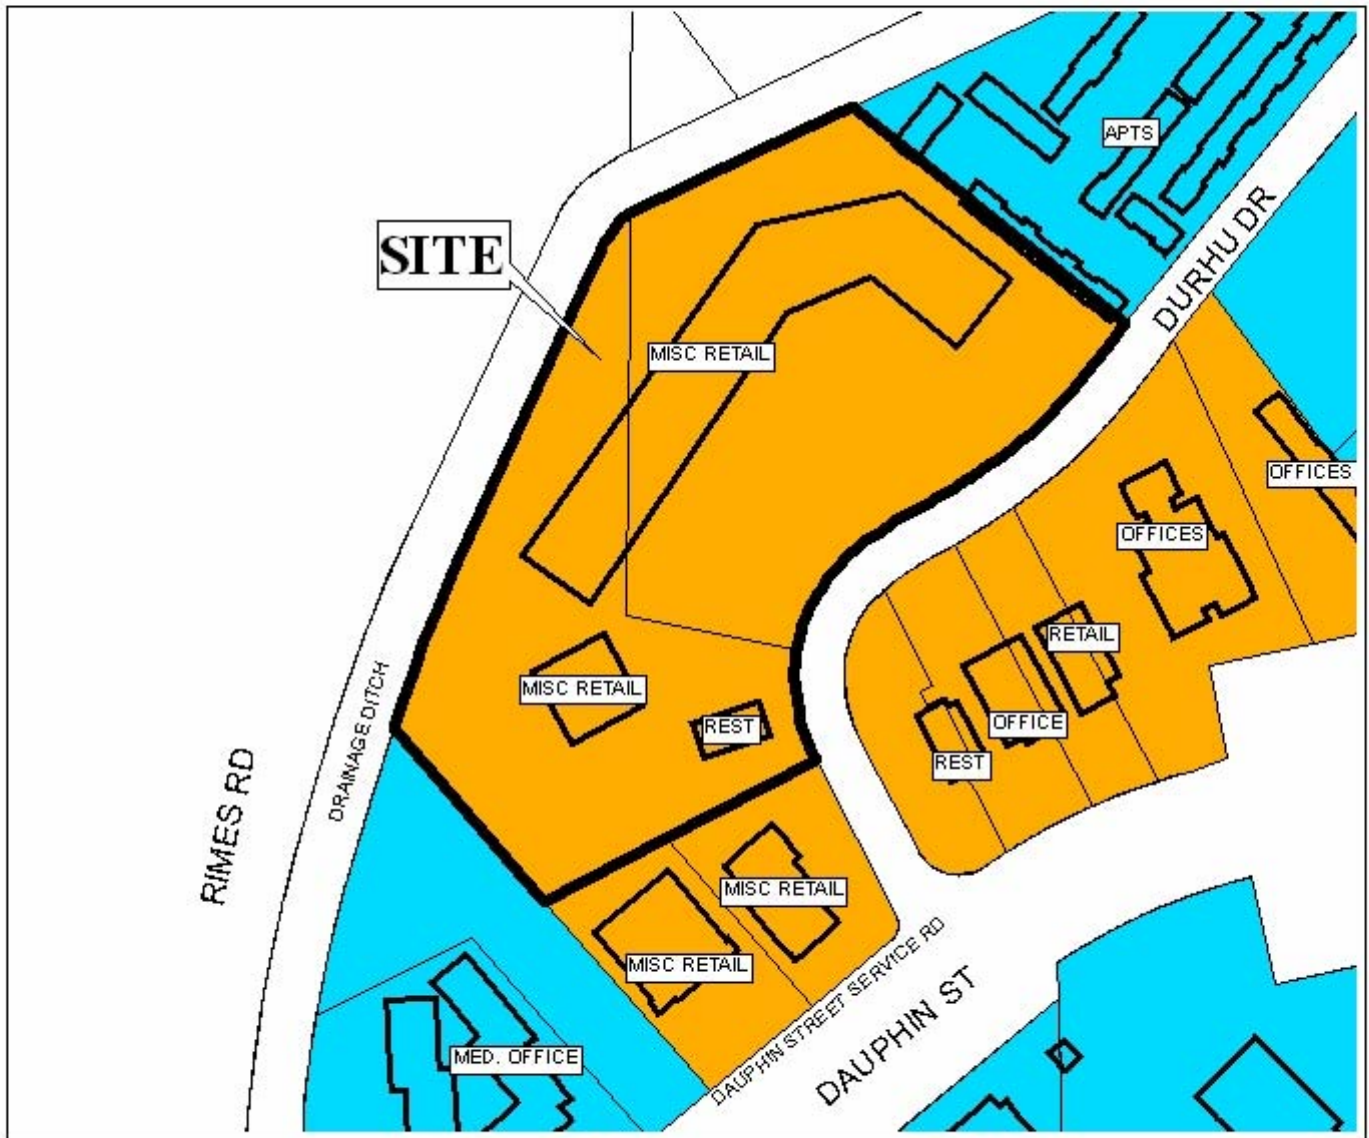 APTS
DURHU DR
SITE
MISC RETAIL
OFFICES
OFFICES
RETAIL
MISC RETAIL
REST
OFFICE
REST
DRAINAGE DITCH
RIMES RD
MISC RETAIL
MISC RETAIL
DAUPHIN STREET SERVICE RD
DAUPHIN ST
MED. OFFICE